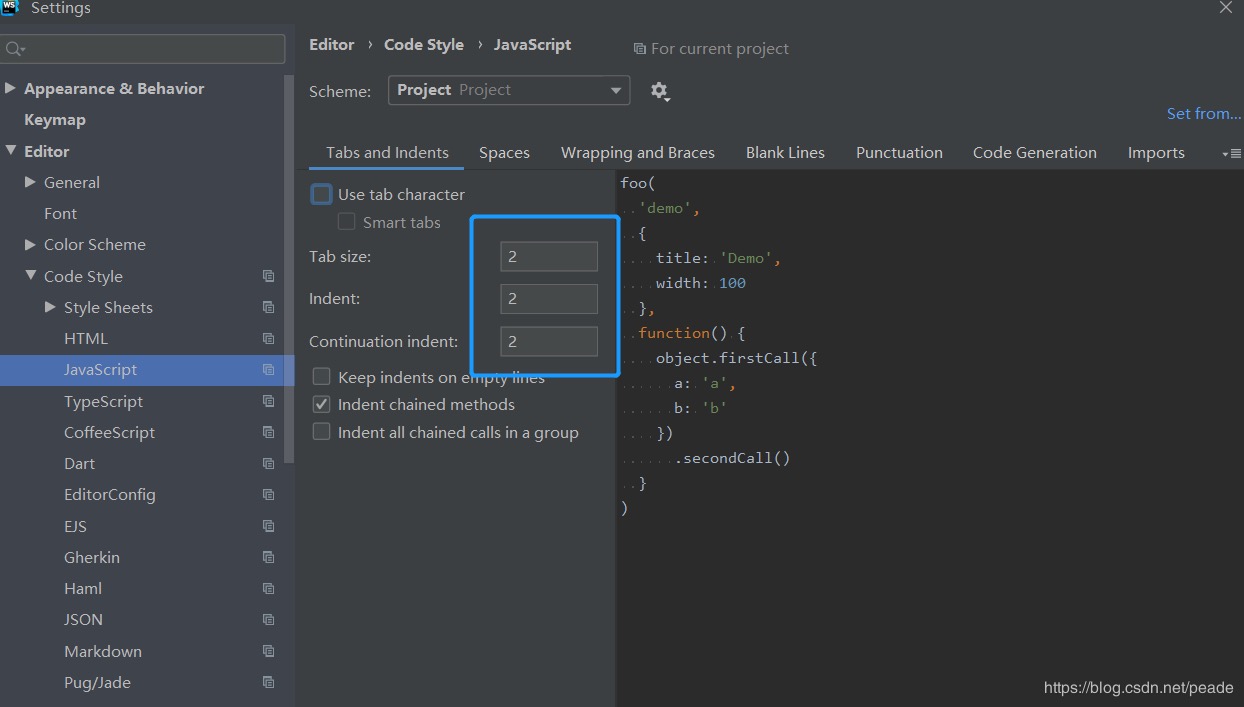 WS
Settings
Editor › Code Style › JavaScript
For current project
Scheme: Project Project
Set from...
Appearance & Behavior
Keymap
Editor
General
Font
Color Scheme
Code Style
Style Sheets
HTML
JavaScript
TypeScript
CoffeeScript
Dart
EditorConfig
EJS
Gherkin
Haml
JSON
Markdown
Pug/Jade
Tabs and Indents Spaces Wrapping and Braces Blank Lines Punctuation Code Generation Imports
Use tab character
Smart tabs
Tab size: 2
Indent: 2
Continuation indent: 2
Keep indents on empty lines
Indent chained methods
Indent all chained calls in a group
foo(
'demo',
{
title: 'Demo',
width: 100
},
function() {
object.firstCall({
a: 'a',
b: 'b'
})
.secondCall()
}
)
https://blog.csdn.net/peade